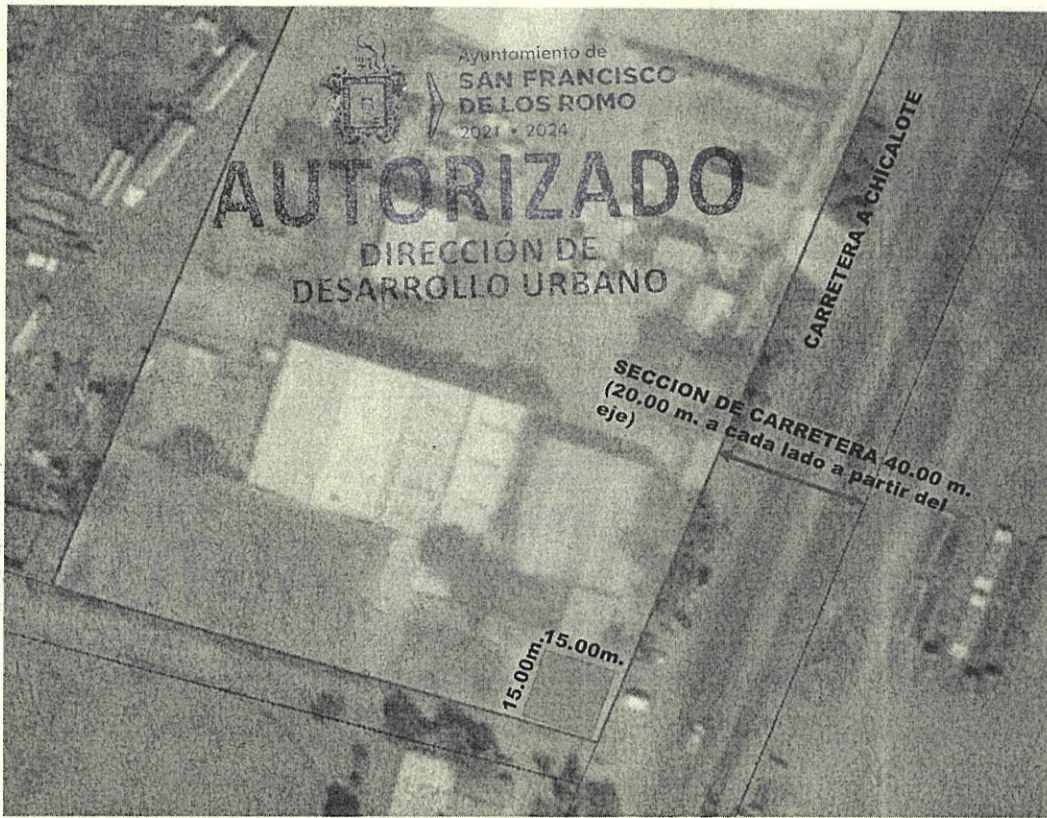 Ayuntamiento de
SAN FRANCISCO
DE LOS ROMO
2021 • 2024
AUTORIZADO
DIRECCIÓN DE
DESARROLLO URBANO
CARRETERA A CHICALOTE
SECCION DE CARRETERA 40.00 m.
(20.00 m. a cada lado a partir del
eje)
15.00m.
15.00m.